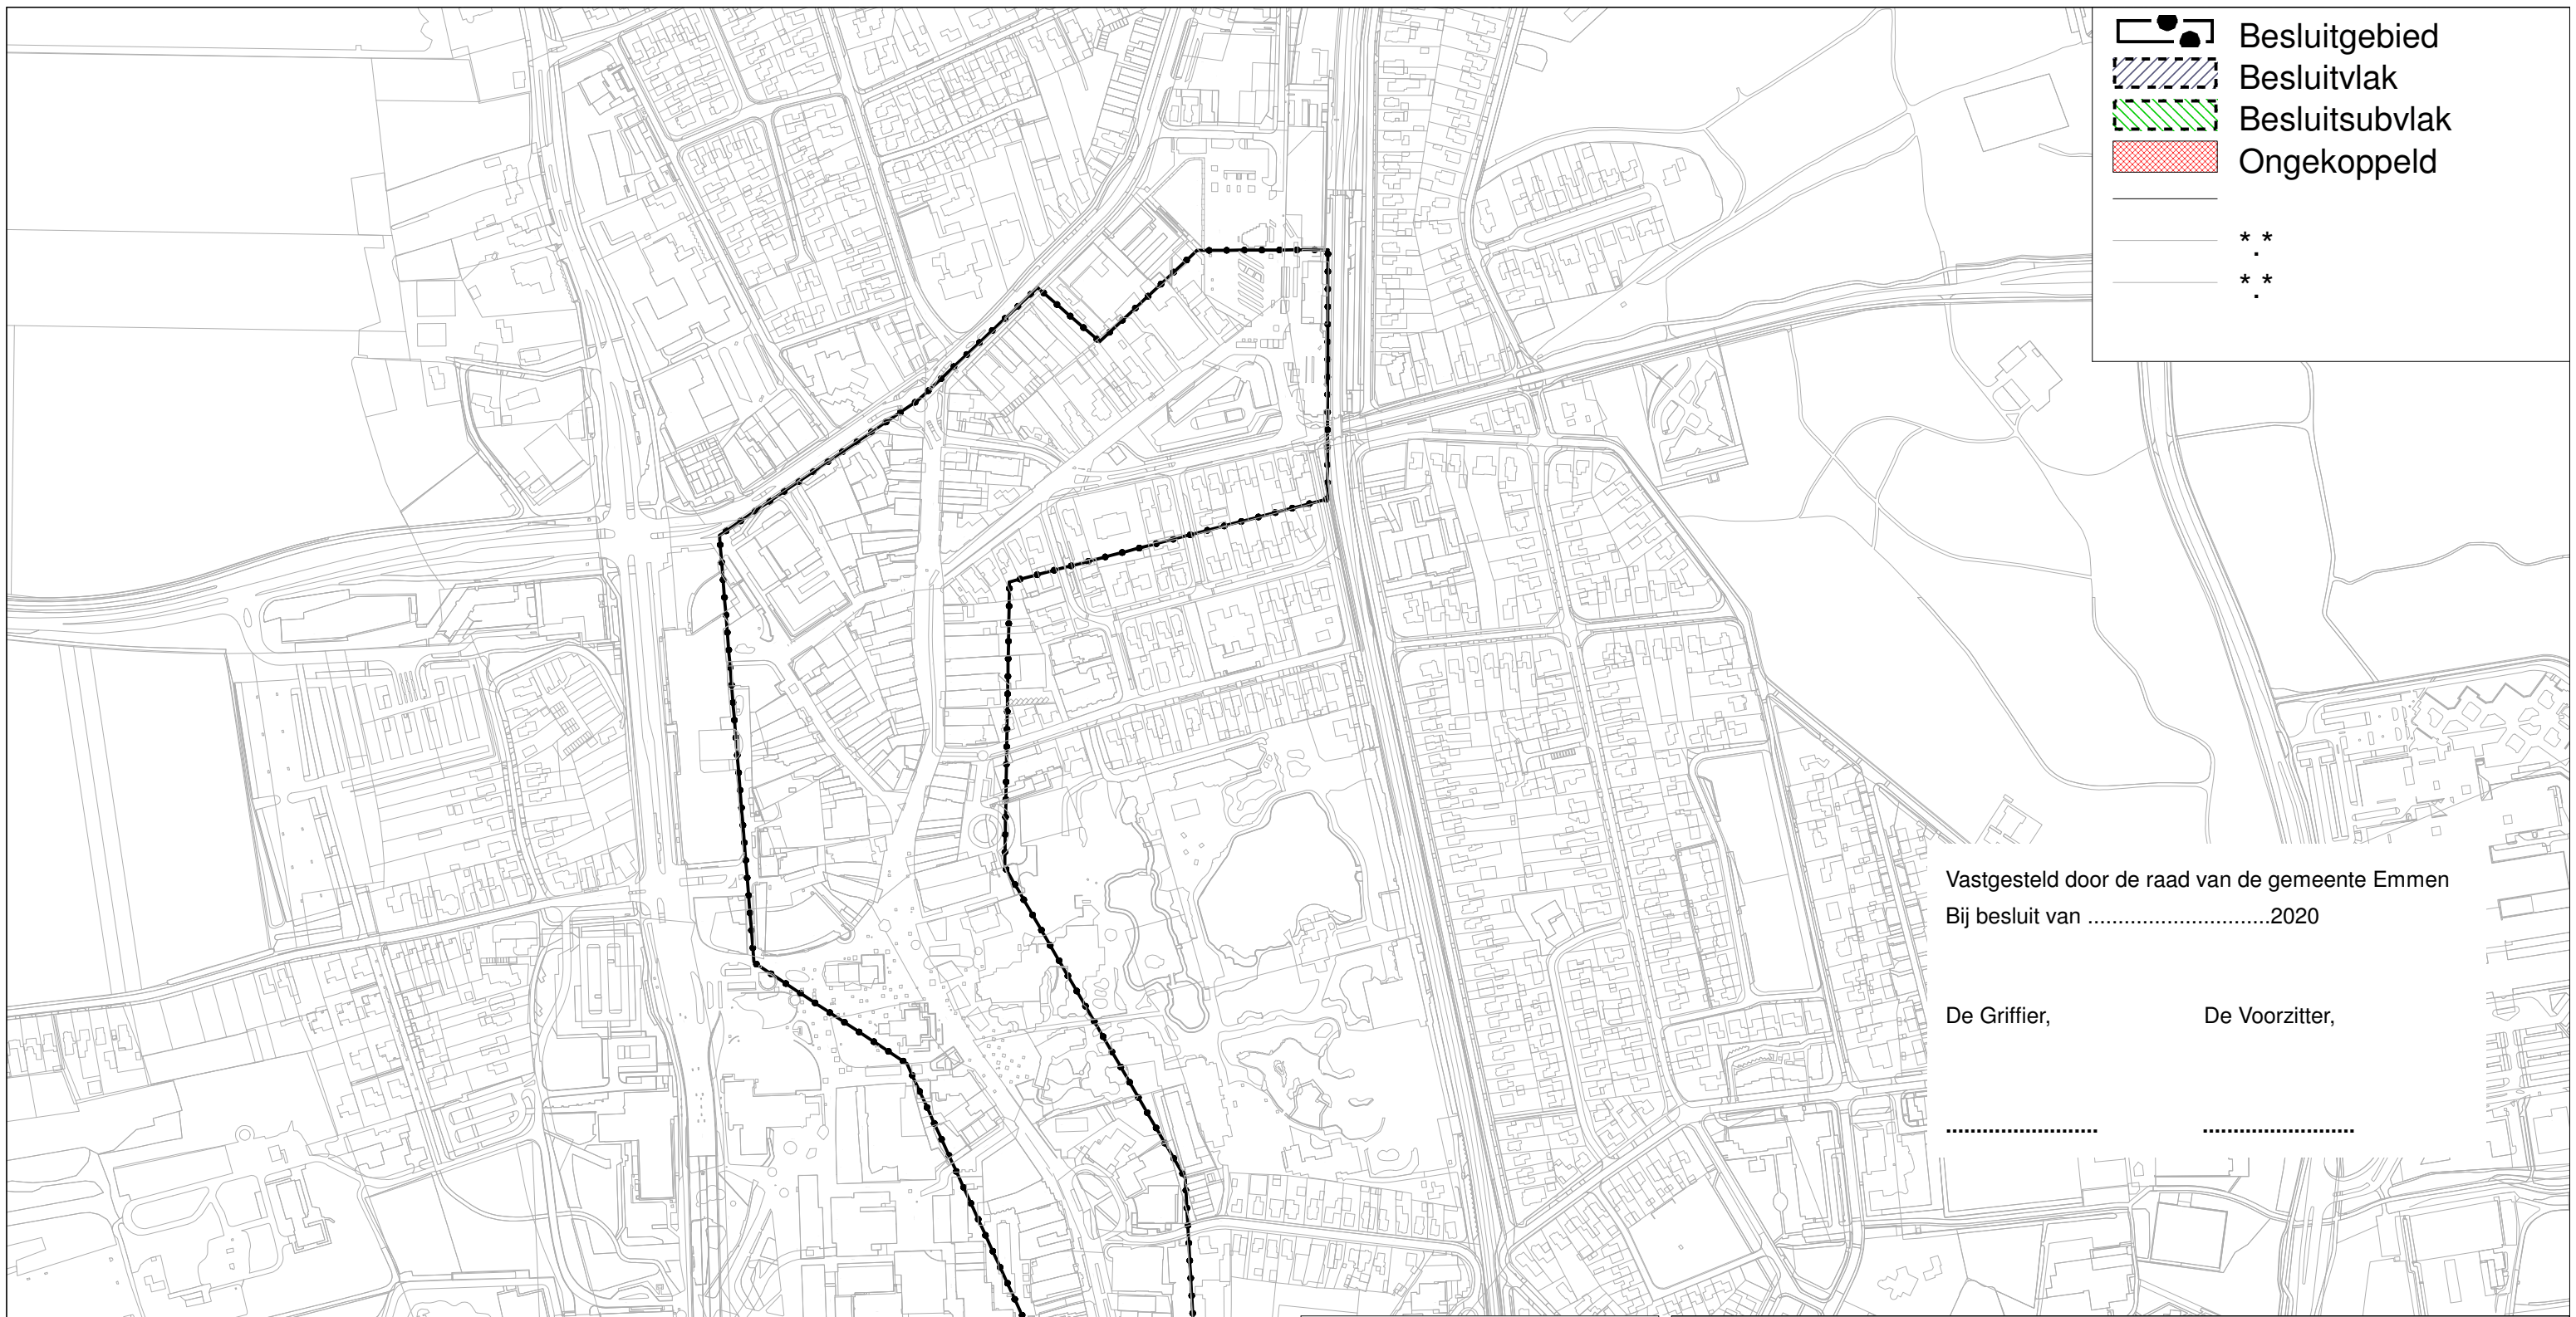 Besluitgebied
Besluitvlak
Besluitsubvlak
Ongekoppeld
*.*
*.*
Vastgesteld door de raad van de gemeente Emmen
Bij besluit van ..............................2020
De Griffier, De Voorzitter,
......................... .........................